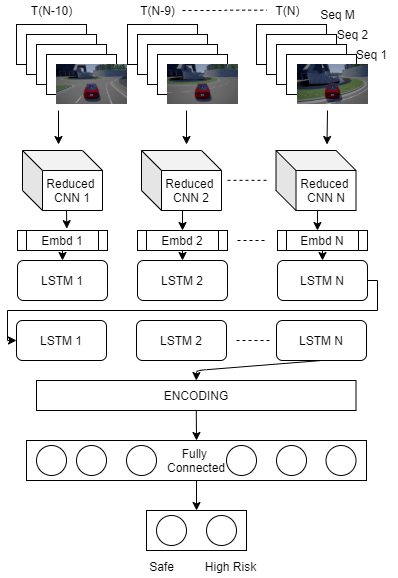 T(N-10) T(N-9) T(N) Seq M
Seq 2
Seq 1
Reduced CNN 1 Reduced CNN 2 Reduced CNN N
Embd 1 Embd 2 Embd N
LSTM 1 LSTM 2 LSTM N
LSTM 1 LSTM 2 LSTM N
ENCODING
Fully
Connected
Safe High Risk